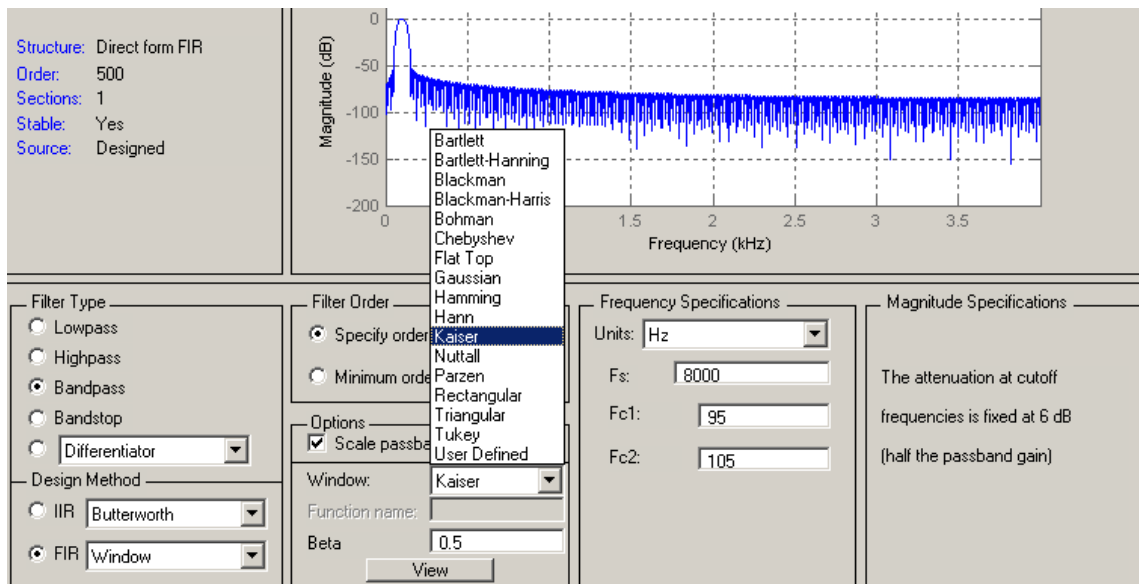 Structure: Direct form FIR
Order: 500
Sections: 1
Stable: Yes
Source: Designed
Magnitude (dB)
0
-50
-100
-150
-200
0
1.5
2
2.5
3
3.5
Frequency (kHz)
Bartlett
Bartlett-Hanning
Blackman
Blackman-Harris
Bohman
Chebyshev
Flat Top
Gaussian
Hamming
Hann
Kaiser
Nuttall
Parzen
Rectangular
Triangular
Tukey
User Defined
Filter Type
Lowpass
Highpass
Bandpass
Bandstop
Differentiator
Design Method
IIR Butterworth
FIR Window
Filter Order
Specify order
Minimum orde
Options
Scale passba
Window: Kaiser
Function name:
Beta 0.5
View
Frequency Specifications
Units: Hz
Fs: 8000
Fc1: 95
Fc2: 105
Magnitude Specifications
The attenuation at cutoff
frequencies is fixed at 6 dB
(half the passband gain)